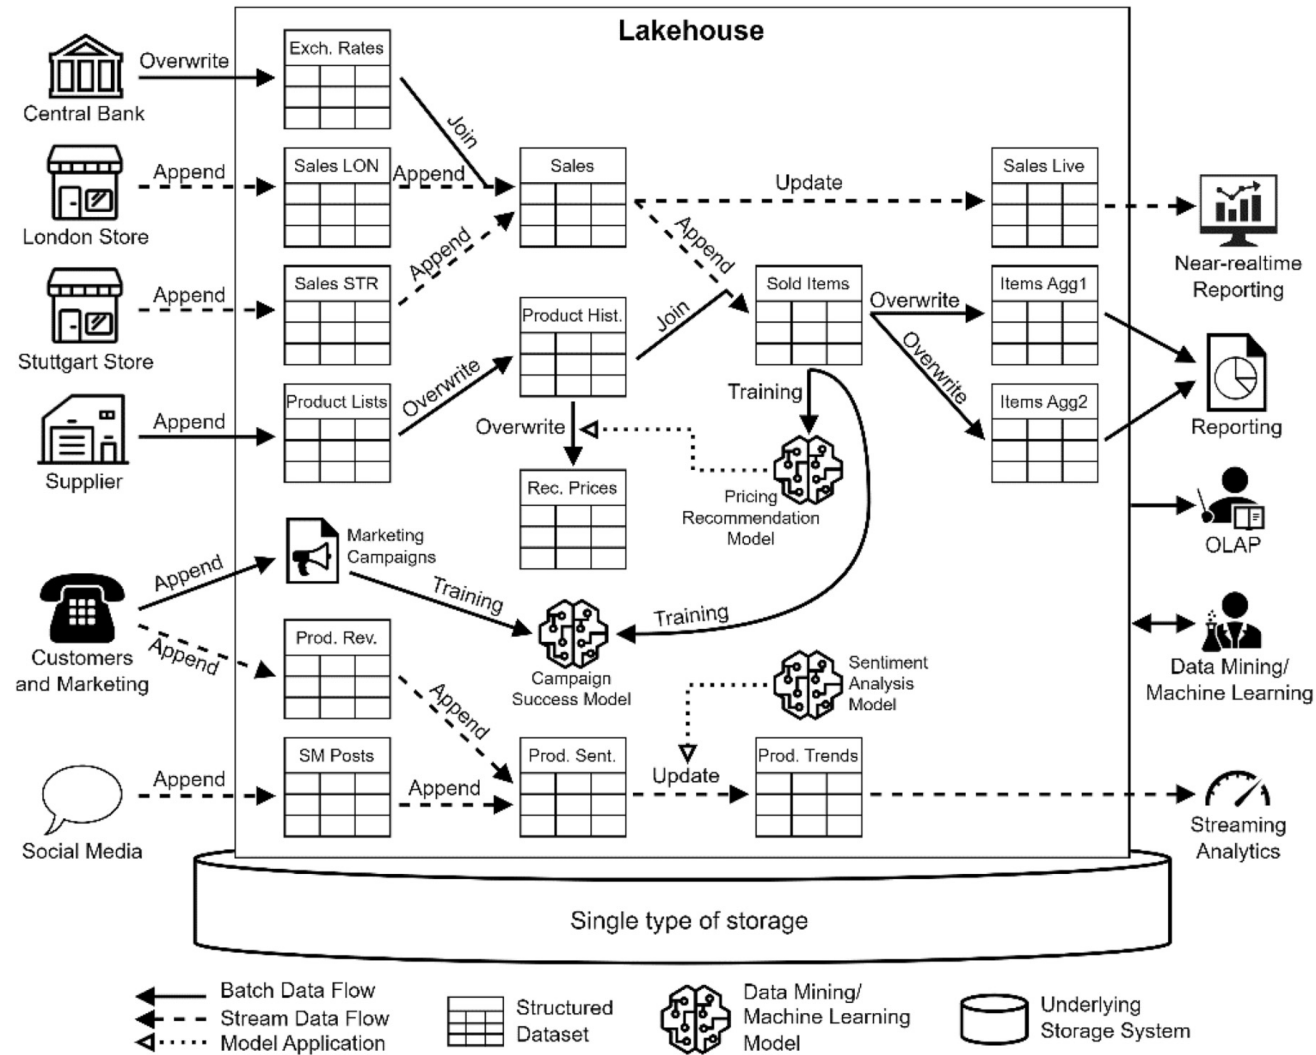 Lakehouse
Central Bank
Overwrite
Exch. Rates
Join
London Store
Append
Sales LON
Append
Sales
Update
Sales Live
Near-realtime
Reporting
Stuttgart Store
Append
Sales STR
Append
Append
Sold Items
Overwrite
Items Agg1
Product Hist.
Join
Overwrite
Items Agg2
Reporting
Supplier
Append
Product Lists
Overwrite
Overwrite
Rec. Prices
Training
Pricing
Recommendation
Model
OLAP
Customers
and Marketing
Append
Marketing
Campaigns
Training
Training
Campaign
Success Model
Append
Prod. Rev.
Append
Sentiment
Analysis
Model
Data Mining/
Machine Learning
Social Media
Append
SM Posts
Append
Prod. Sent.
Update
Prod. Trends
Streaming
Analytics
Single type of storage
Batch Data Flow
Stream Data Flow
Model Application
Structured
Dataset
Data Mining/
Machine Learning
Model
Underlying
Storage System